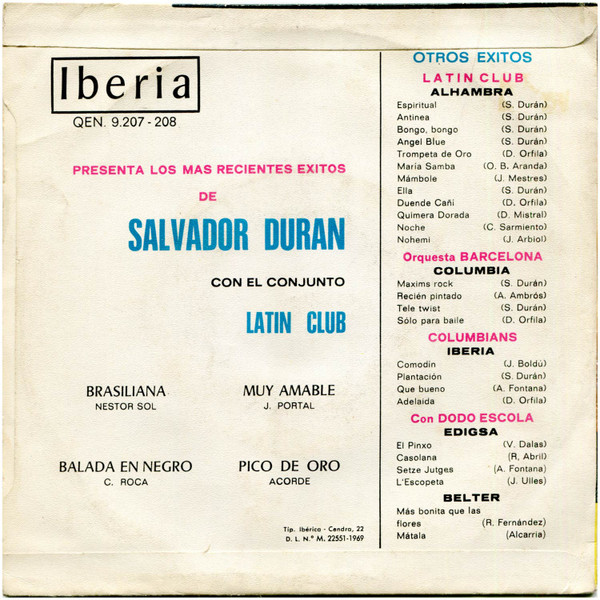 Iberia
QEN. 9.207 - 208
PRESENTA LOS MAS RECIENTES EXITOS
DE
SALVADOR DURAN
CON EL CONJUNTO
LATIN CLUB
BRASILIANA
NESTOR SOL
MUY AMABLE
J. PORTAL
BALADA EN NEGRO
C. ROCA
PICO DE ORO
ACORDE
Tip. Ibérica - Cendra, 22
D. L. N.º M. 22551-1969
OTROS EXITOS
LATIN CLUB
ALHAMBRA
Espiritual (S. Durán)
Antinea (S. Durán)
Bongo, bongo (S. Durán)
Angel Blue (S. Durán)
Trompeta de Oro (D. Orfila)
María Samba (O. B. Aranda)
Mámbole (J. Mestres)
Ella (S. Durán)
Duende Cañí (D. Orfila)
Quimera Dorada (D. Mistral)
Noche (C. Sarmiento)
Nohemi (J. Arbiol)
Orquesta BARCELONA
COLUMBIA
Maxims rock (S. Durán)
Recién pintado (A. Ambrós)
Tele twist (S. Durán)
Sólo para baile (D. Orfila)
COLUMBIANS
IBERIA
Comodín (J. Boldú)
Plantación (S. Durán)
Que bueno (A. Fontana)
Adelaida (D. Orfila)
Con DODO ESCOLA
EDIGSA
El Pinxo (V. Dalas)
Casolana (R, Abril)
Setze Jutges (A. Fontana)
L'Escopeta (J. Ulles)
BELTER
Más bonita que las
flores (R. Fernández)
Mátala (Alcarria)